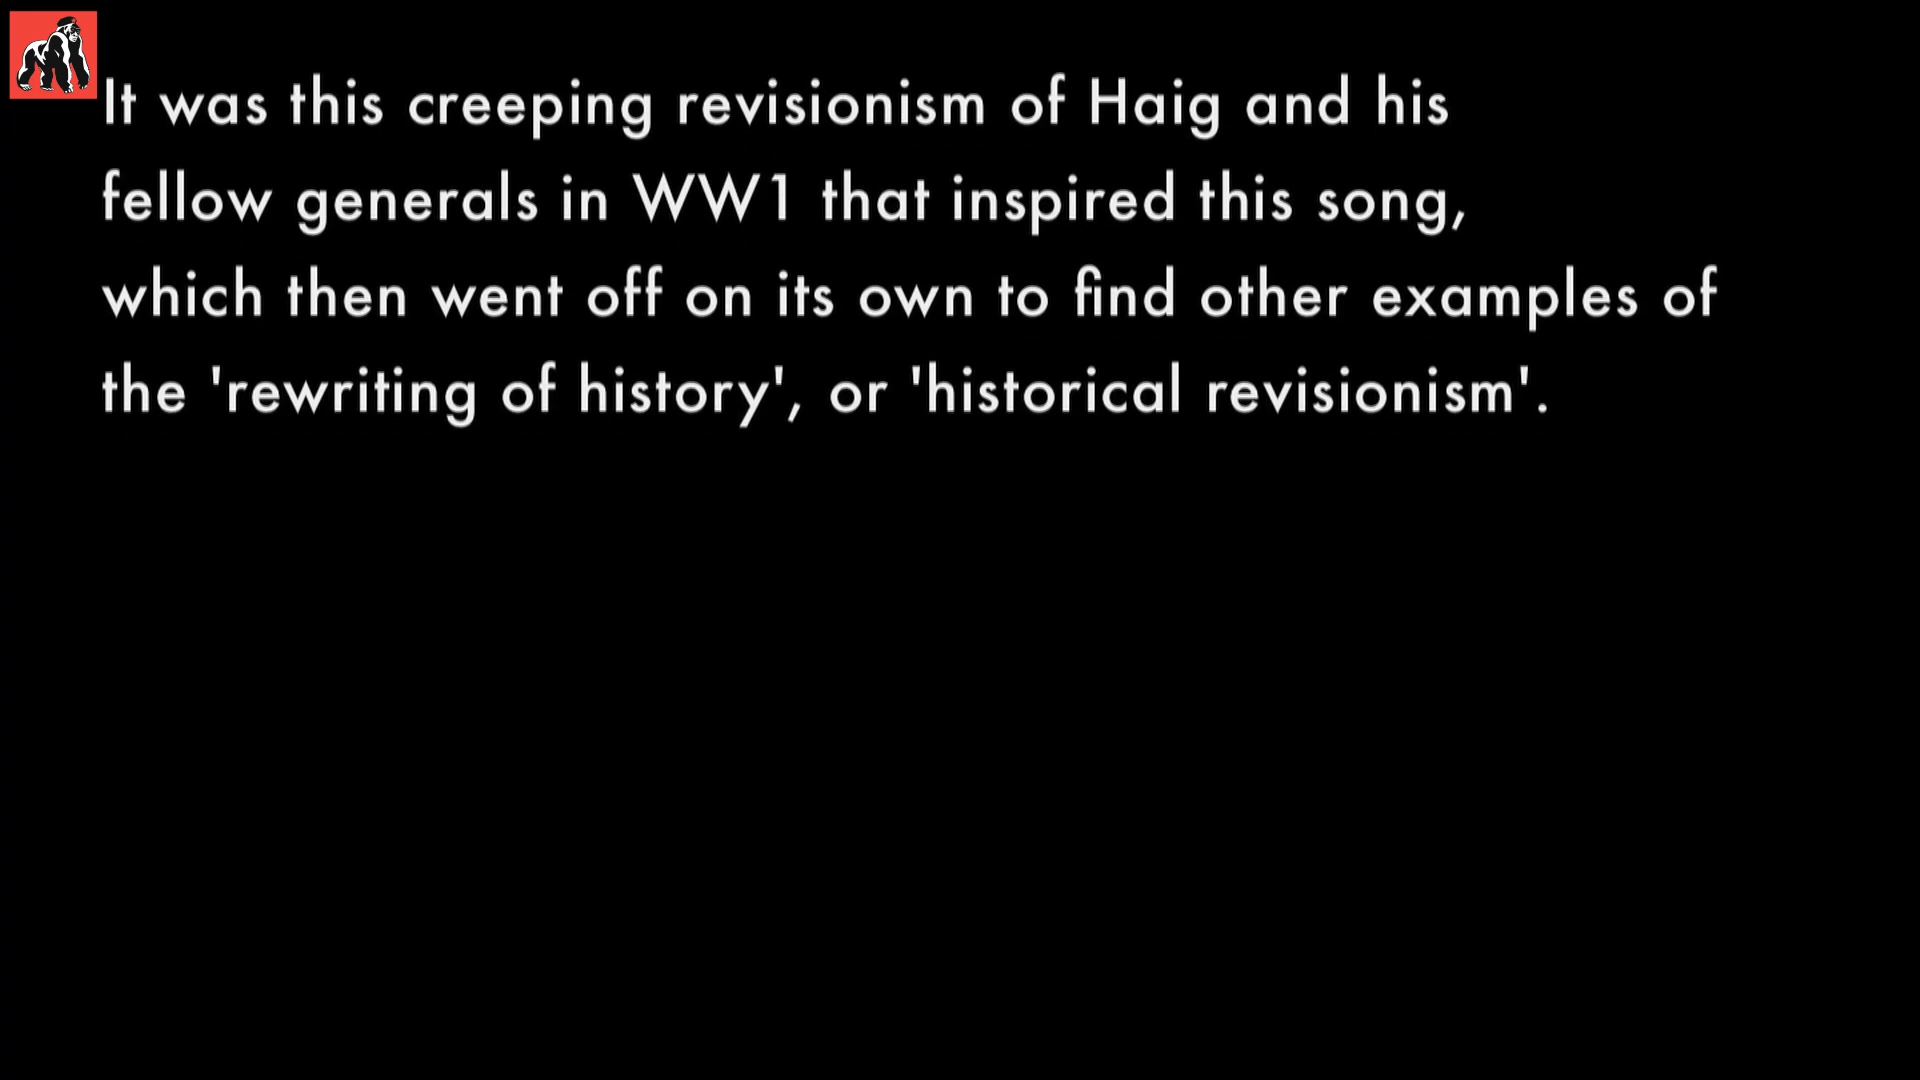 It was this creeping revisionism of Haig and his
fellow generals in WW1 that inspired this song,
which then went off on its own to find other examples of
the 'rewriting of history', or 'historical revisionism'.